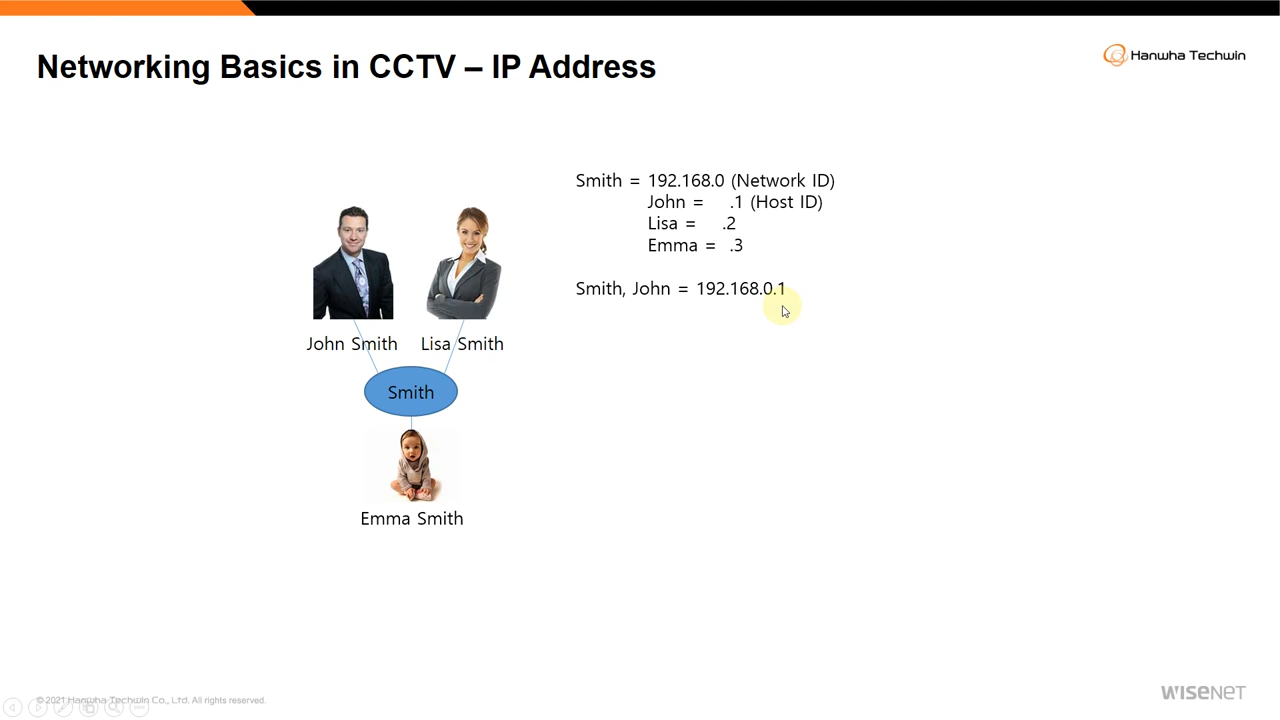 Networking Basics in CCTV – IP Address
Hanwha Techwin
Smith = 192.168.0 (Network ID)
John = .1 (Host ID)
Lisa = .2
Emma = .3
Smith, John = 192.168.0.1
John Smith
Lisa Smith
Smith
Emma Smith
© 2021 Hanwha Techwin Co., Ltd. All rights reserved.
WISENET